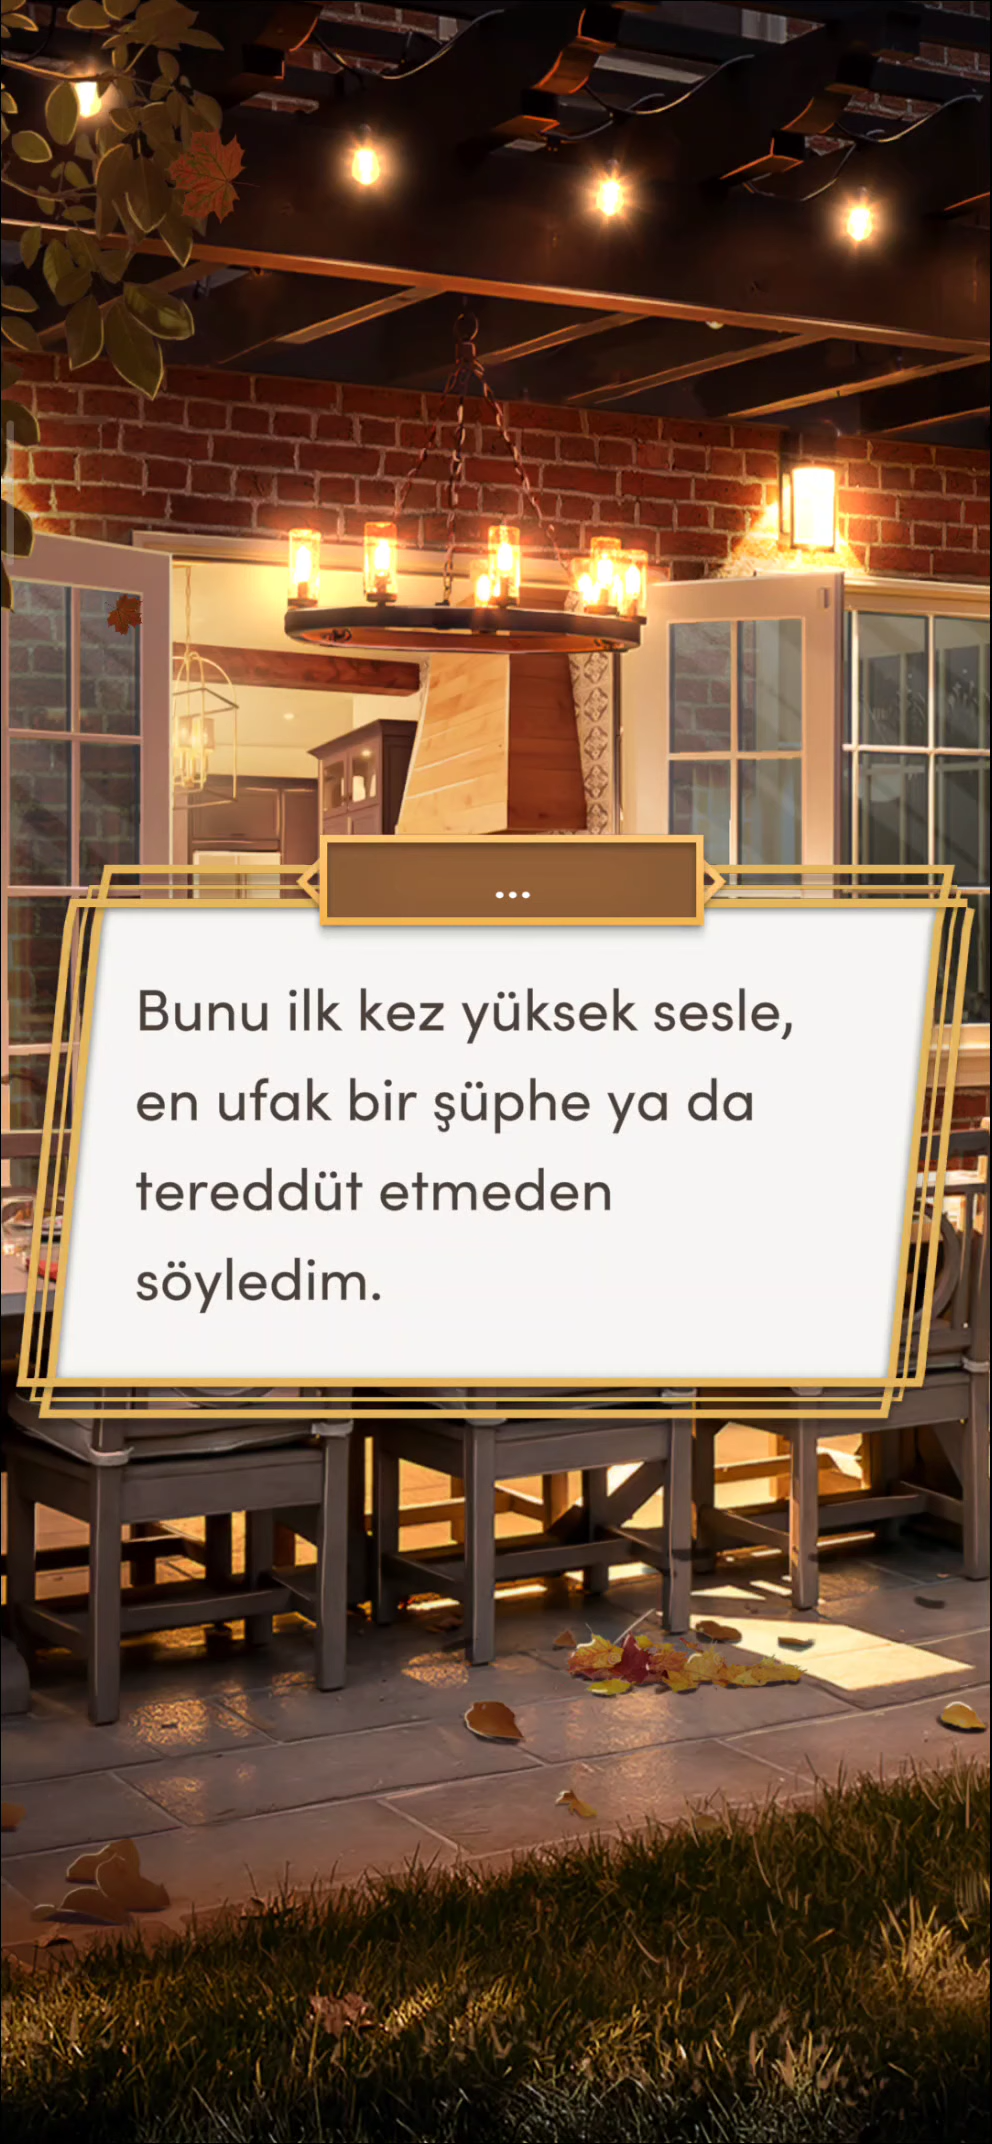 ...
Bunu ilk kez yüksek sesle,
en ufak bir şüphe ya da
tereddüt etmeden
söyledim.